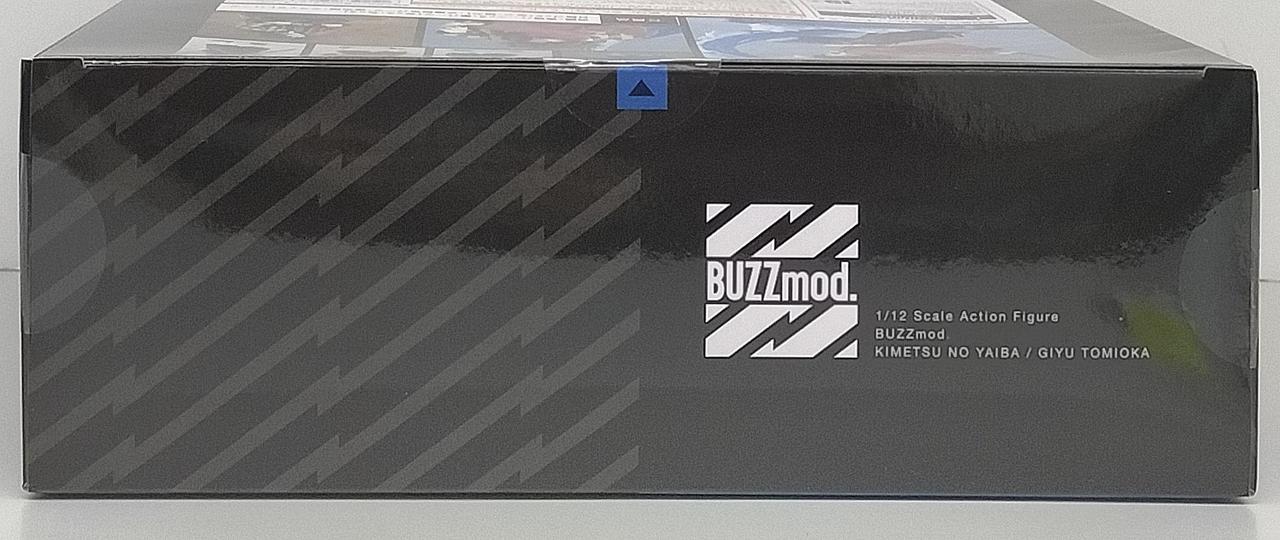 BUZZmod.
1/12 Scale Action Figure
BUZZmod.
KIMETSU NO YAIBA / GIYU TOMIOKA